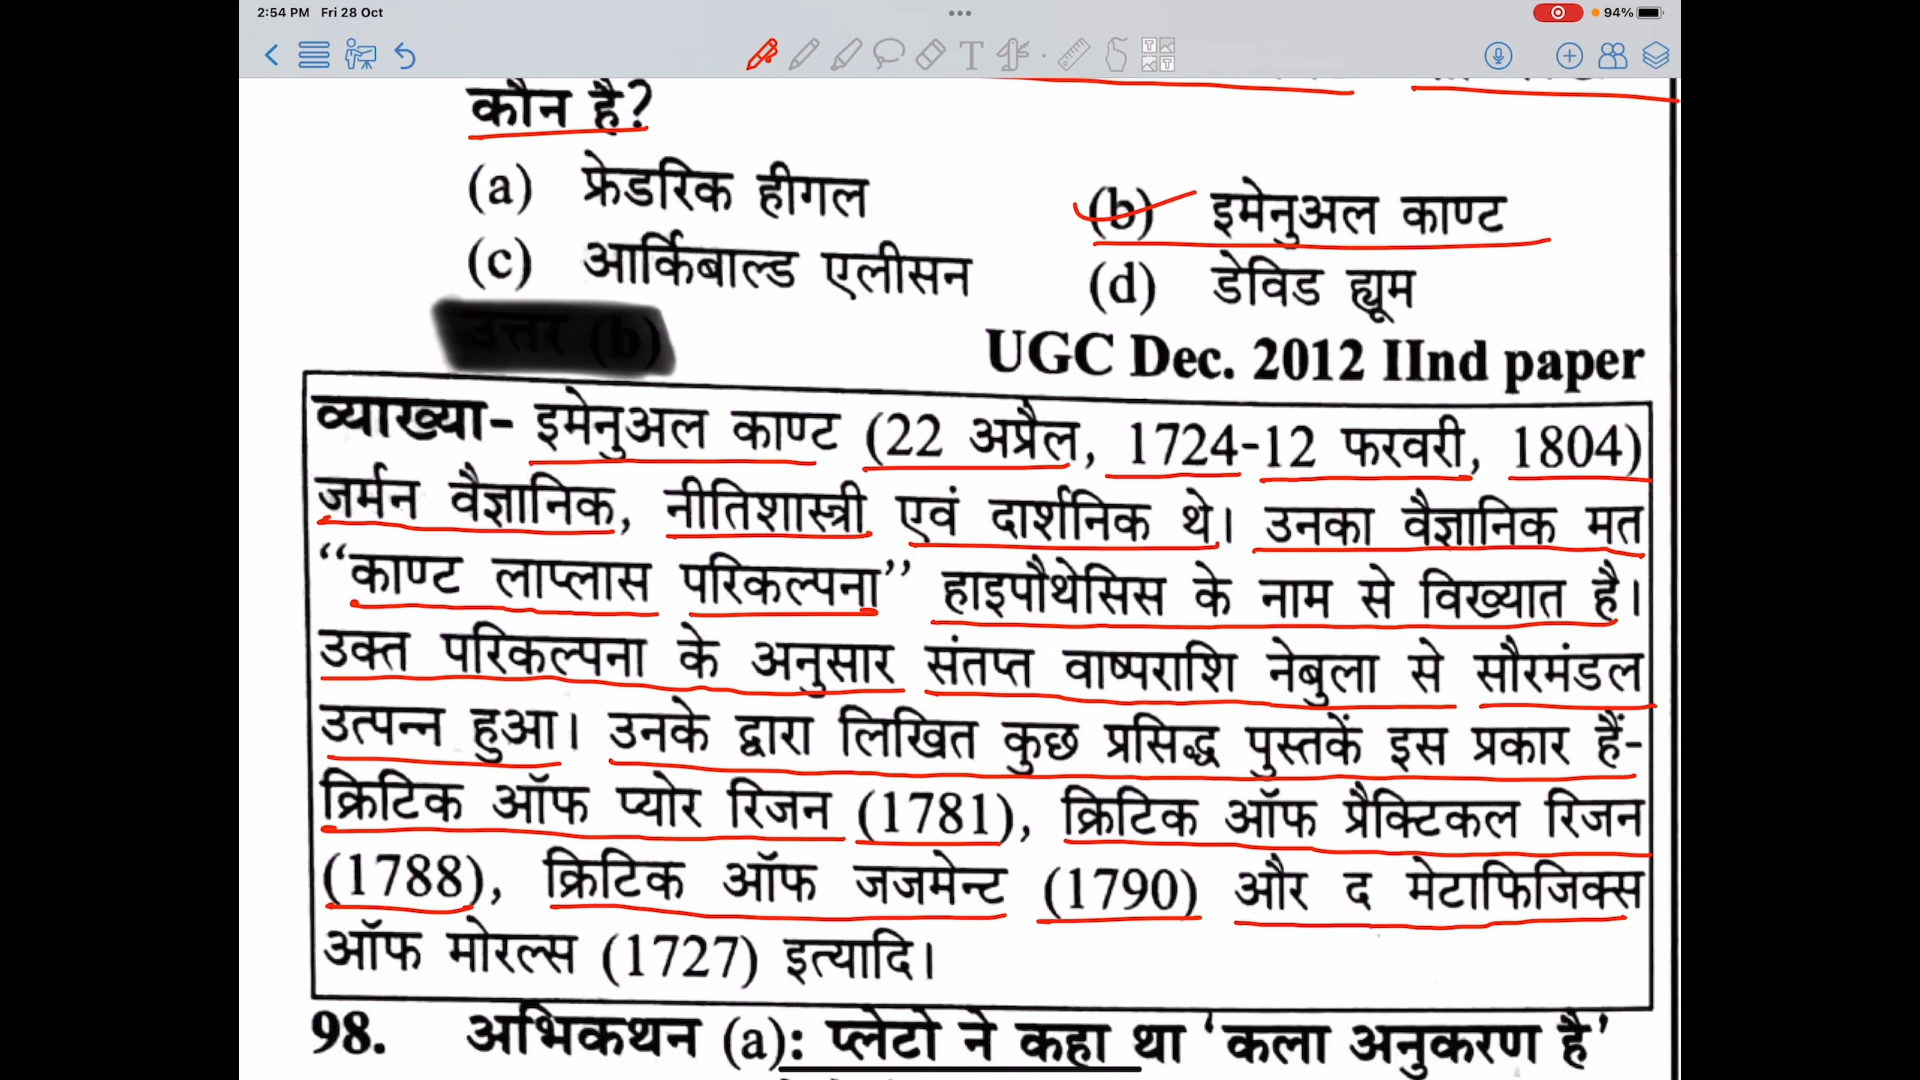 2:54 PM Fri 28 Oct
94%
कौन है?
(a) फ्रेडरिक हीगल
(b) इमेनुअल काण्ट
(c) आर्किबाल्ड एलीसन
(d) डेविड ह्यूम
उत्तर (b)
UGC Dec. 2012 IInd paper
व्याख्या- इमेनुअल काण्ट (22 अप्रैल, 1724-12 फरवरी, 1804)
जर्मन वैज्ञानिक, नीतिशास्त्री एवं दार्शनिक थे। उनका वैज्ञानिक मत
‘‘काण्ट लाप्लास परिकल्पना’’ हाइपौथेसिस के नाम से विख्यात है।
उक्त परिकल्पना के अनुसार संतप्त वाष्पराशि नेबुला से सौरमंडल
उत्पन्न हुआ। उनके द्वारा लिखित कुछ प्रसिद्ध पुस्तकें इस प्रकार हैं-
क्रिटिक ऑफ प्योर रिजन (1781), क्रिटिक ऑफ प्रैक्टिकल रिजन
(1788), क्रिटिक ऑफ जजमेन्ट (1790) और द मेटाफिजिक्स
ऑफ मोरल्स (1727) इत्यादि।
98. अभिकथन (a): प्लेटो ने कहा था ‘कला अनुकरण है’